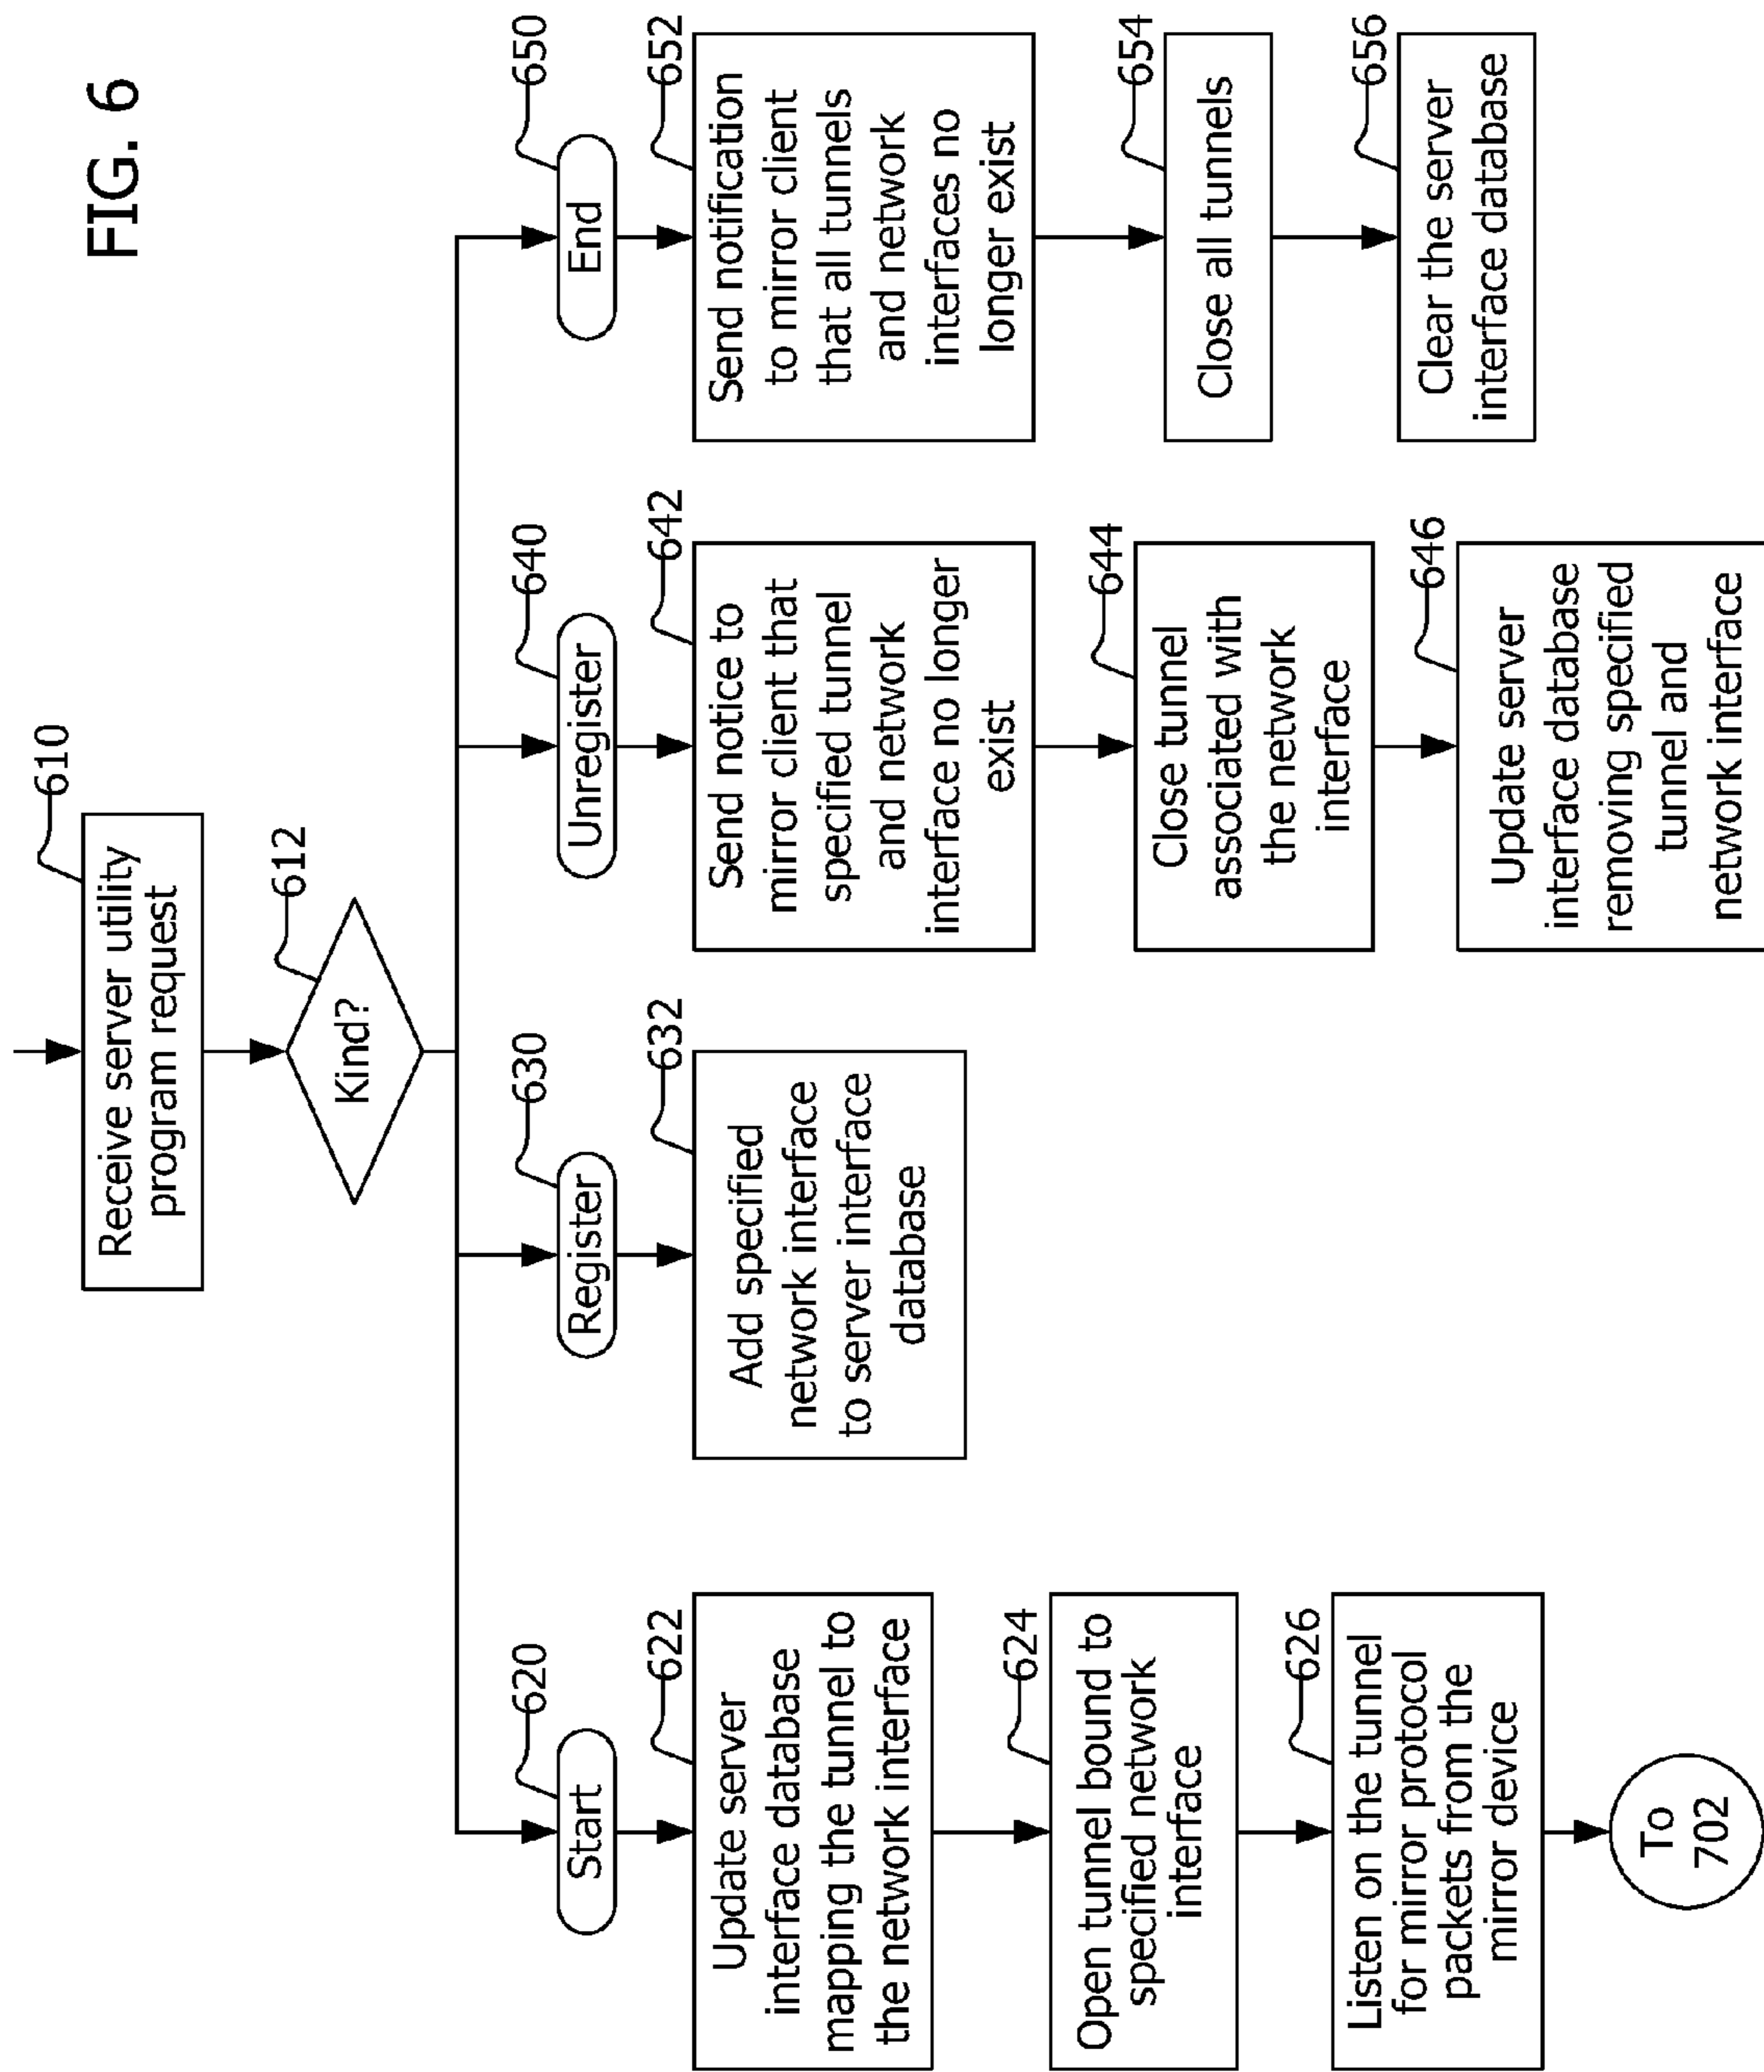 FIG. 6
610
Receive server utility
program request
612
Kind?
620
Start
622
Update server
interface database
mapping the tunnel to
the network interface
624
Open tunnel bound to
specified network
interface
626
Listen on the tunnel
for mirror protocol
packets from the
mirror device
To
702
630
Register
632
Add specified
network interface
to server interface
database
640
Unregister
642
Send notice to
mirror client that
specified tunnel
and network
interface no longer
exist
644
Close tunnel
associated with
the network
interface
646
Update server
interface database
removing specified
tunnel and
network interface
650
End
652
Send notification
to mirror client
that all tunnels
and network
interfaces no
longer exist
654
Close all tunnels
656
Clear the server
interface database